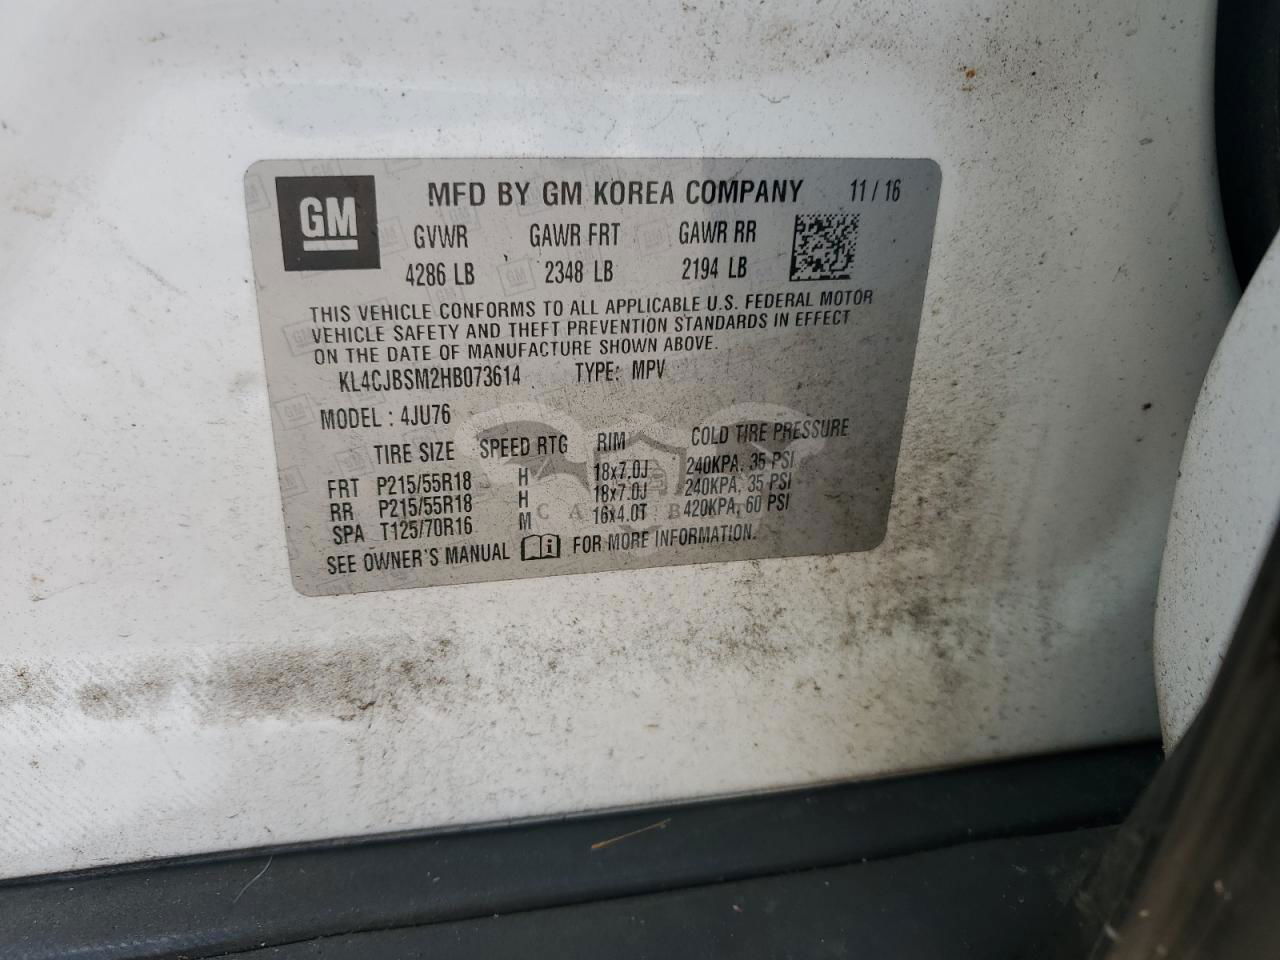 GM
MFD BY GM KOREA COMPANY 11 / 16
GVWR GAWR FRT GAWR RR
4286 LB 2348 LB 2194 LB
THIS VEHICLE CONFORMS TO ALL APPLICABLE U.S. FEDERAL MOTOR
VEHICLE SAFETY AND THEFT PREVENTION STANDARDS IN EFFECT
ON THE DATE OF MANUFACTURE SHOWN ABOVE.
KL4CJBSM2HB073614 TYPE: MPV
MODEL : 4JU76
TIRE SIZE SPEED RTG RIM COLD TIRE PRESSURE
FRT P215/55R18 H 18x7.0J 240KPA, 35 PSI
RR P215/55R18 H 18x7.0J 240KPA, 35 PSI
SPA T125/70R16 M 16x4.0T 420KPA, 60 PSI
SEE OWNER'S MANUAL FOR MORE INFORMATION.